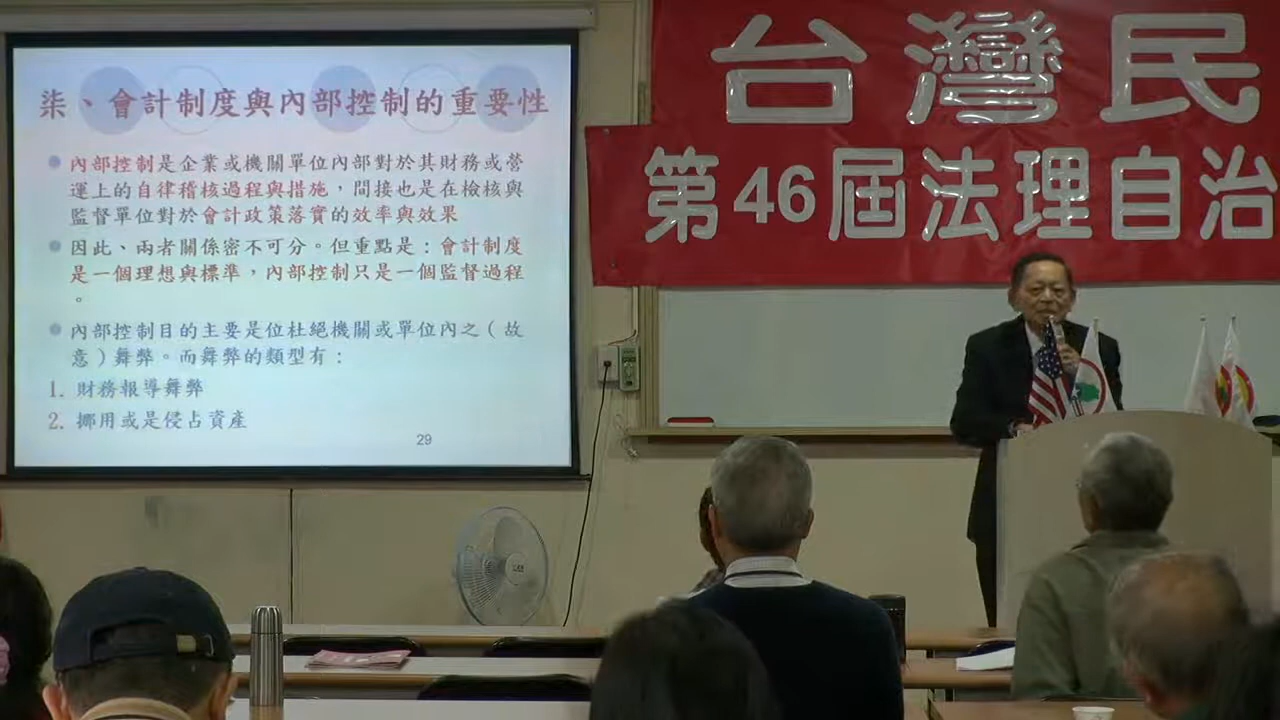 柒、會計制度與內部控制的重要性
內部控制是企業或機關單位內部對於其財務或營
運上的自律稽核過程與措施，間接也是在檢核與
監督單位對於會計政策落實的效率與效果
因此、兩者關係密不可分。但重點是：會計制度
是一個理想與標準，內部控制只是一個監督過程
。
內部控制目的主要是位杜絕機關或單位內之（故
意）舞弊。而舞弊的類型有：
1. 財務報導舞弊
2. 挪用或是侵占資產
29
台灣民
第46屆法理自治